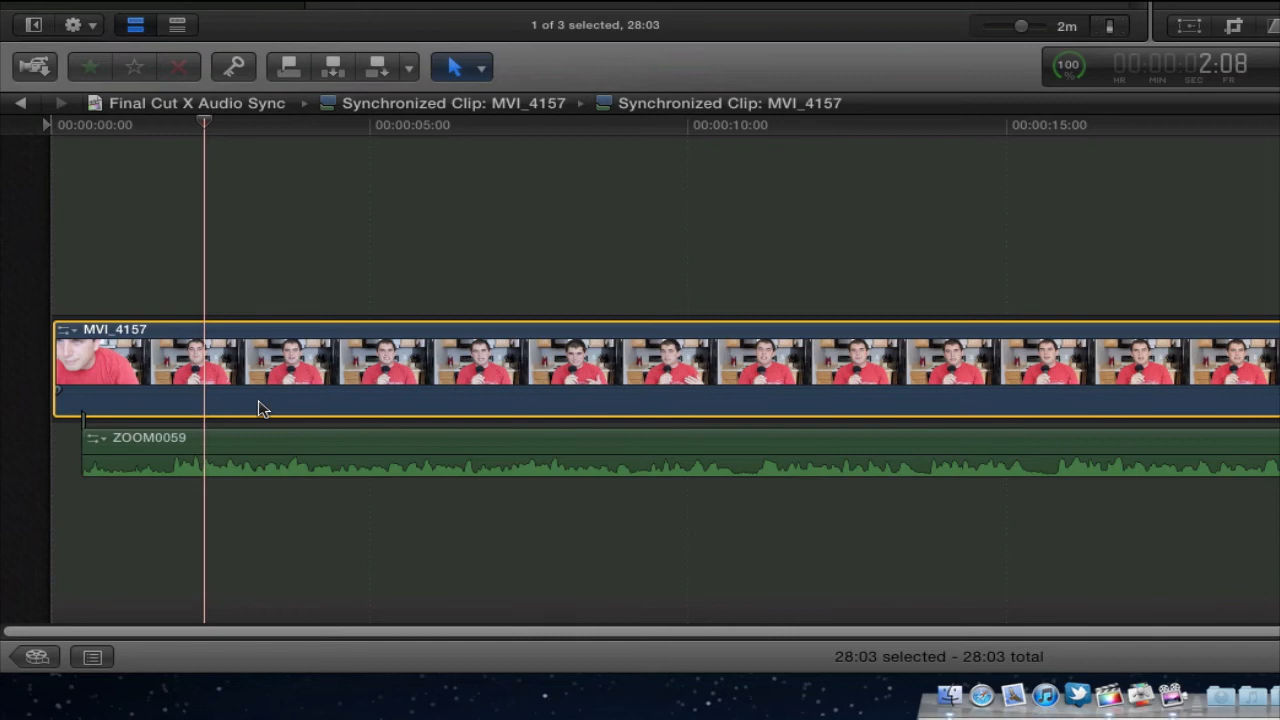 1 of 3 selected, 28:03
2m
100
%
00:00:02:08
HR MIN SEC FR
Final Cut X Audio Sync
Synchronized Clip: MVI_4157
Synchronized Clip: MVI_4157
00:00:00:00
00:00:05:00
00:00:10:00
00:00:15:00
MVI_4157
ZOOM0059
28:03 selected - 28:03 total